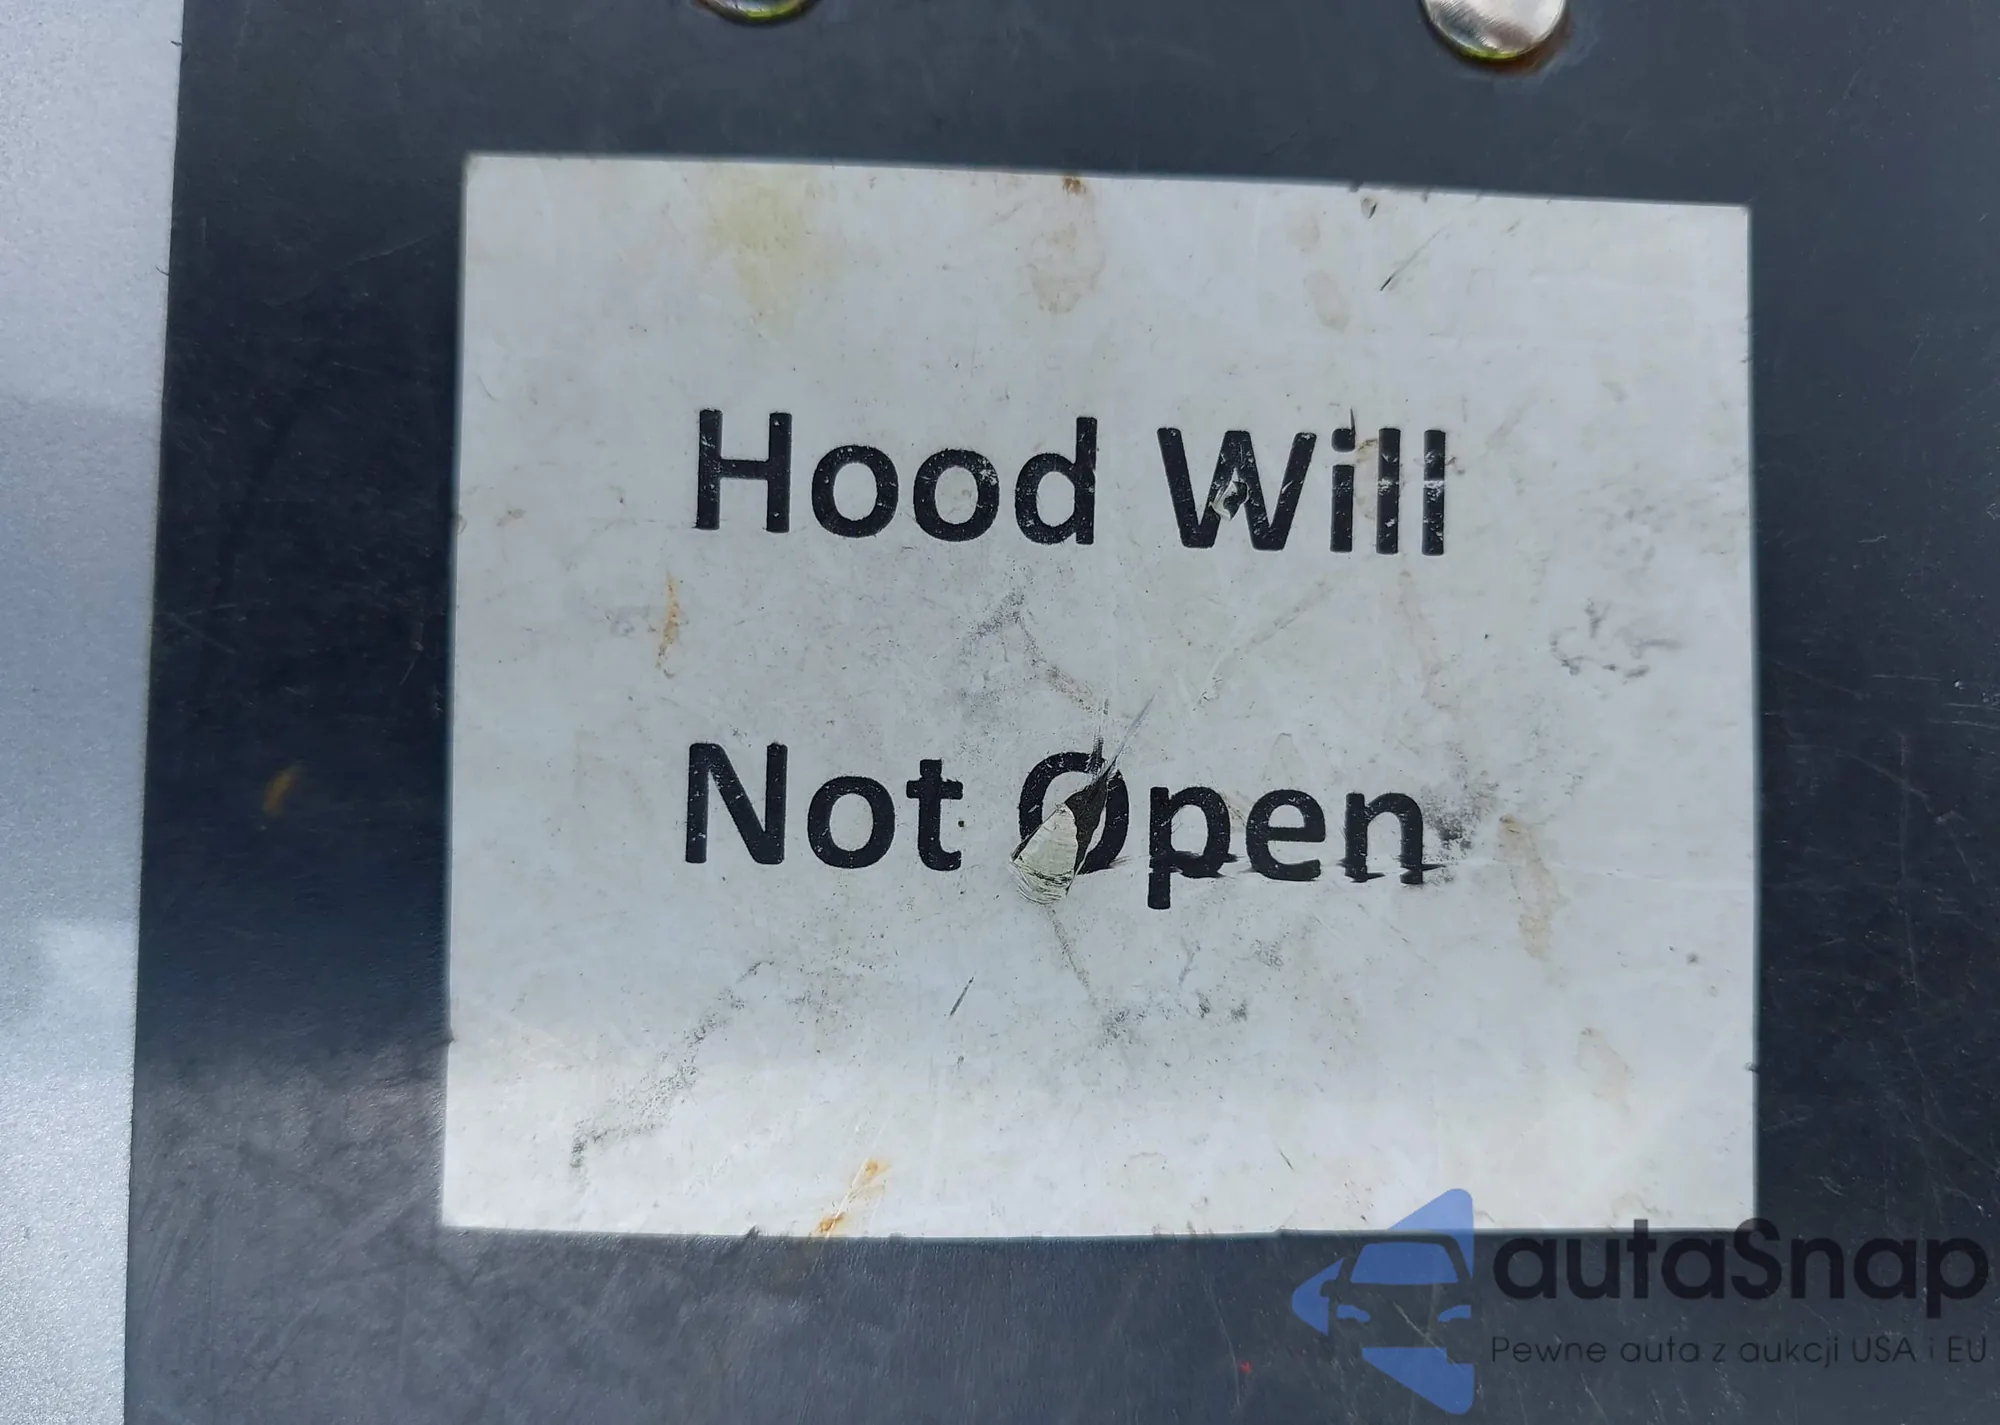 Hood Will
Not Open
autaSnap
Pewne auta z aukcji USA i EU